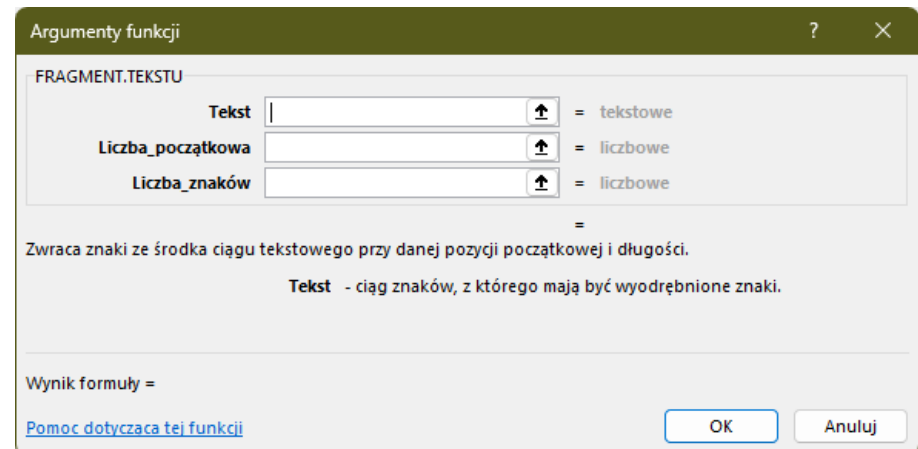 Argumenty funkcji ?
FRAGMENT.TEKSTU
Tekst = tekstowe
Liczba_początkowa = liczbowe
Liczba_znaków = liczbowe
=
Zwraca znaki ze środka ciągu tekstowego przy danej pozycji początkowej i długości.
Tekst - ciąg znaków, z którego mają być wyodrębnione znaki.
Wynik formuły =
Pomoc dotycząca tej funkcji OK Anuluj